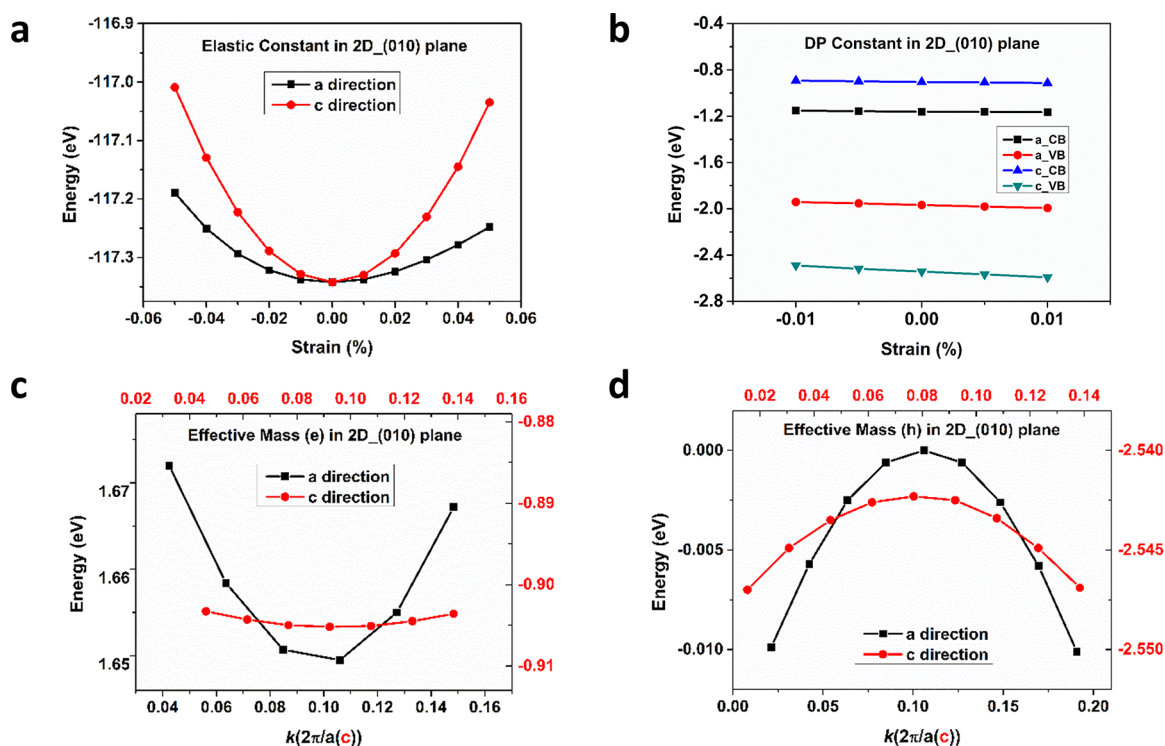 a
Elastic Constant in 2D_(010) plane
a direction
c direction
-116.9
-117.0
-117.1
-117.2
-117.3
Energy (eV)
-0.06 -0.04 -0.02 0.00 0.02 0.04 0.06
Strain (%)
b
DP Constant in 2D_(010) plane
-0.4
-0.8
-1.2
-1.6
-2.0
-2.4
-2.8
Energy (eV)
a_CB
a_VB
c_CB
c_VB
-0.01 0.00 0.01
Strain (%)
c
0.02 0.04 0.06 0.08 0.10 0.12 0.14 0.16
Effective Mass (e) in 2D_(010) plane
a direction
c direction
1.67
1.66
1.65
Energy (eV)
-0.88
-0.89
-0.90
-0.91
0.04 0.06 0.08 0.10 0.12 0.14 0.16
k(2π/a(c))
d
0.02 0.04 0.06 0.08 0.10 0.12 0.14
Effective Mass (h) in 2D_(010) plane
0.000
-0.005
-0.010
Energy (eV)
-2.540
-2.545
-2.550
a direction
c direction
0.00 0.05 0.10 0.15 0.20
k(2π/a(c))